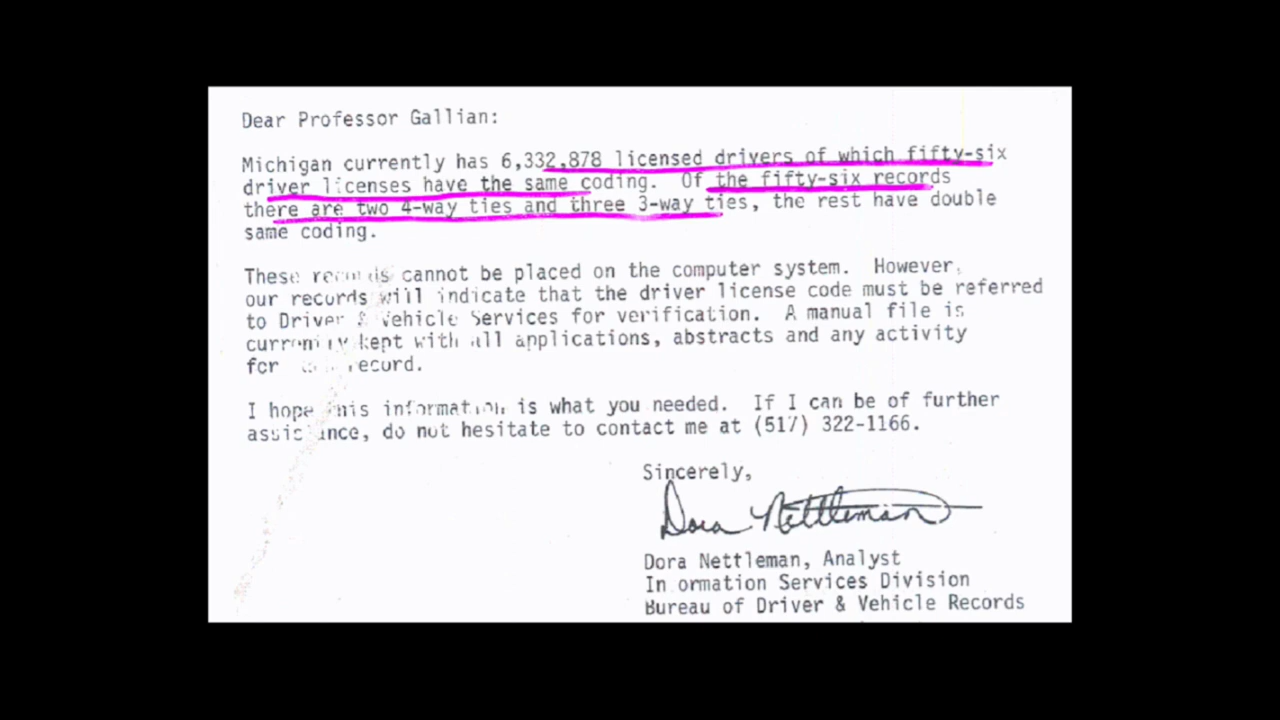 Dear Professor Gallian:
Michigan currently has 6,332,878 licensed drivers of which fifty-six
driver licenses have the same coding. Of the fifty-six records
there are two 4-way ties and three 3-way ties, the rest have double
same coding.
These records cannot be placed on the computer system. However,
our records will indicate that the driver license code must be referred
to Driver & Vehicle Services for verification. A manual file is
currently kept with all applications, abstracts and any activity
for record.
I hope this information is what you needed. If I can be of further
assistance, do not hesitate to contact me at (517) 322-1166.
Sincerely,
Dora Nettleman
Dora Nettleman, Analyst
Information Services Division
Bureau of Driver & Vehicle Records